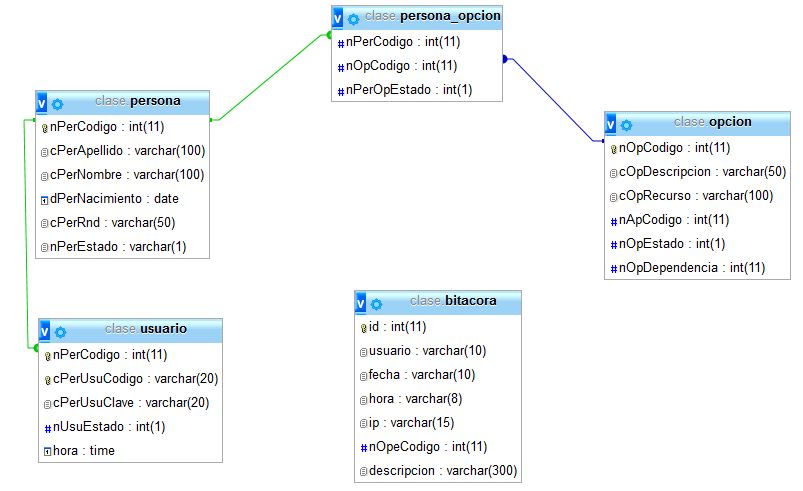 v clase persona_opcion
nPerCodigo : int(11)
nOpCodigo : int(11)
nPerOpEstado : int(1)
v clase persona
nPerCodigo : int(11)
cPerApellido : varchar(100)
cPerNombre : varchar(100)
dPerNacimiento : date
cPerRnd : varchar(50)
nPerEstado : varchar(1)
v clase opcion
nOpCodigo : int(11)
cOpDescripcion : varchar(50)
cOpRecurso : varchar(100)
nApCodigo : int(11)
nOpEstado : int(1)
nOpDependencia : int(11)
v clase usuario
nPerCodigo : int(11)
cPerUsuCodigo : varchar(20)
cPerUsuClave : varchar(20)
nUsuEstado : int(1)
hora : time
v clase bitacora
id : int(11)
usuario : varchar(10)
fecha : varchar(10)
hora : varchar(8)
ip : varchar(15)
nOpeCodigo : int(11)
descripcion : varchar(300)